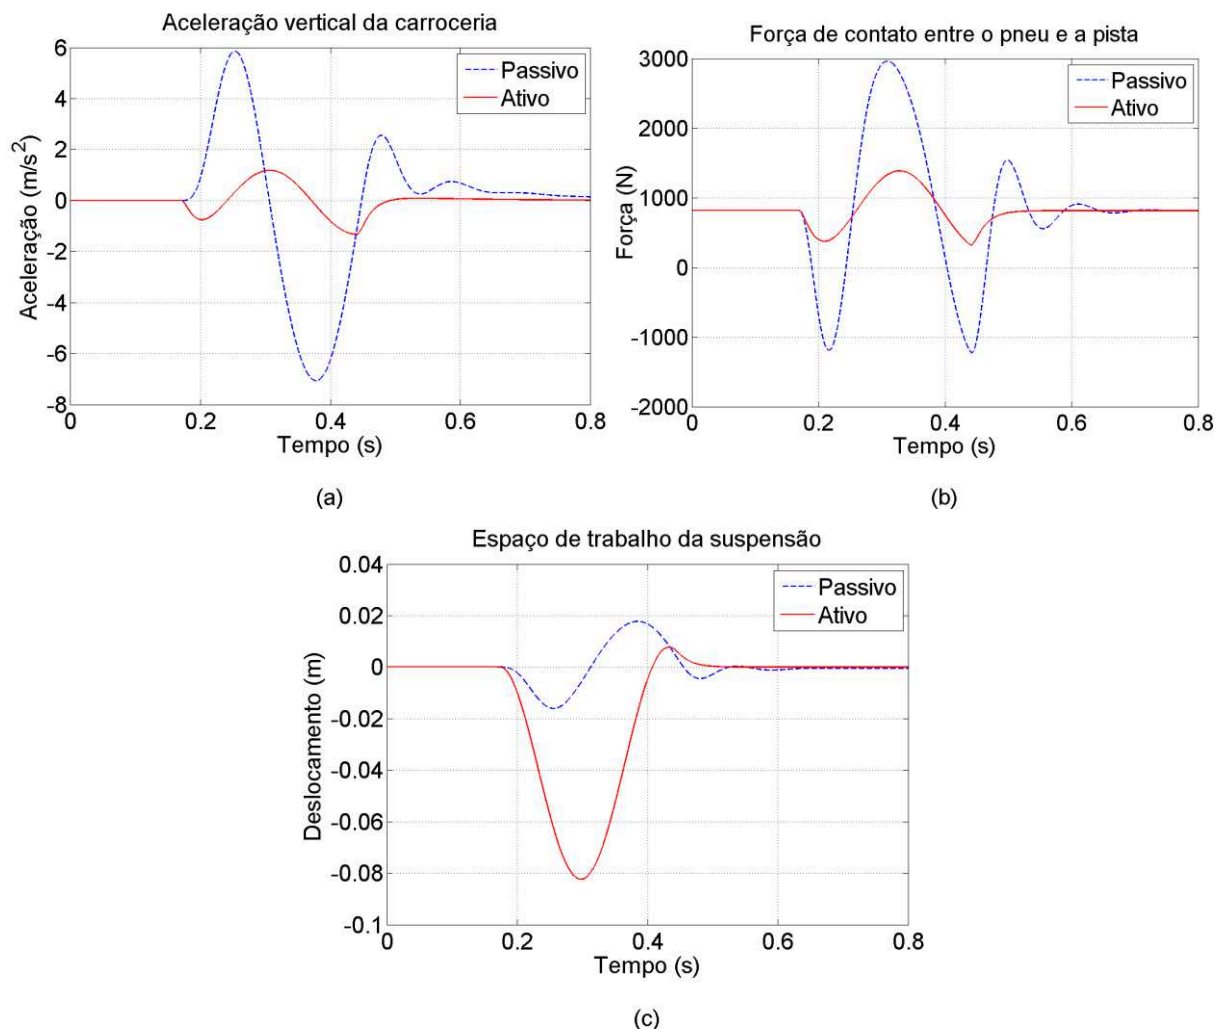 Aceleração vertical da carroceria
6
4
2
0
-2
-4
-6
-8
Aceleração (m/s²)
Passivo
Ativo
0
0.2
0.4
0.6
0.8
Tempo (s)
(a)
Força de contato entre o pneu e a pista
3000
2000
1000
0
-1000
-2000
Força (N)
Passivo
Ativo
0
0.2
0.4
0.6
0.8
Tempo (s)
(b)
Espaço de trabalho da suspensão
0.04
0.02
0
-0.02
-0.04
-0.06
-0.08
-0.1
Deslocamento (m)
Passivo
Ativo
0
0.2
0.4
0.6
0.8
Tempo (s)
(c)